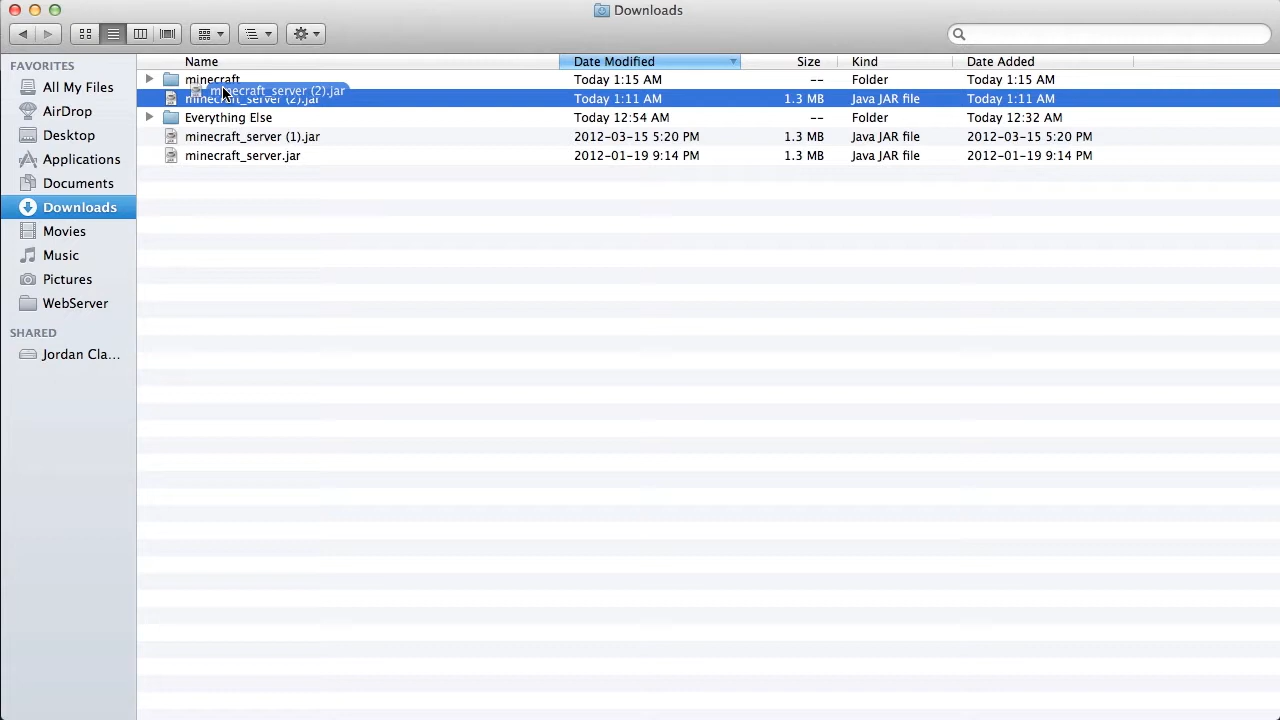 Downloads
FAVORITES
All My Files
AirDrop
Desktop
Applications
Documents
Downloads
Movies
Music
Pictures
WebServer
SHARED
Jordan Cla...
Name Date Modified Size Kind Date Added
minecraft Today 1:15 AM -- Folder Today 1:15 AM
minecraft_server (2).jar
minecraft_server (2).jar Today 1:11 AM 1.3 MB Java JAR file Today 1:11 AM
Everything Else Today 12:54 AM -- Folder Today 12:32 AM
minecraft_server (1).jar 2012-03-15 5:20 PM 1.3 MB Java JAR file 2012-03-15 5:20 PM
minecraft_server.jar 2012-01-19 9:14 PM 1.3 MB Java JAR file 2012-01-19 9:14 PM